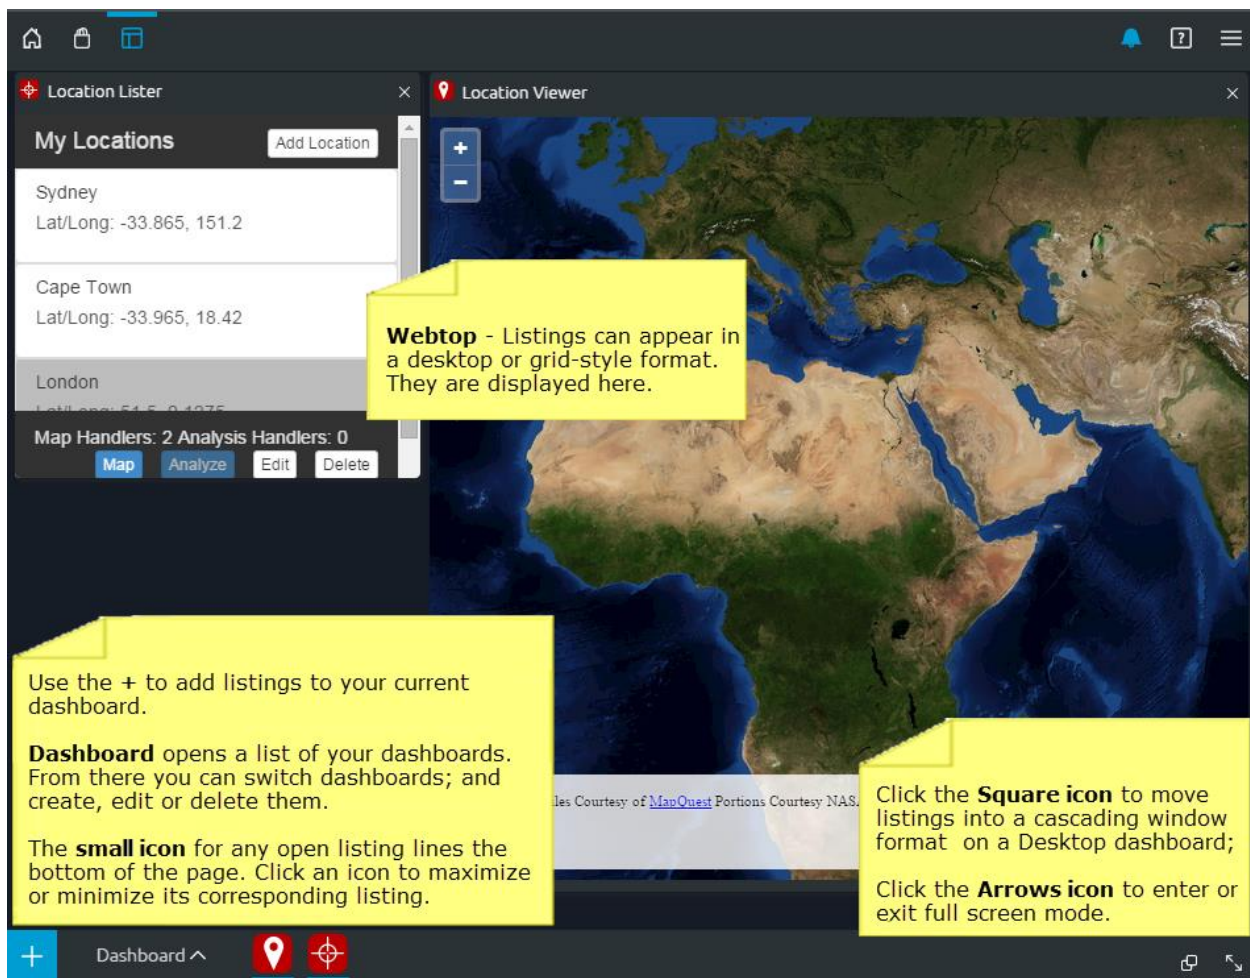 Location Lister
Location Viewer
My Locations
Add Location
Sydney
Lat/Long: -33.865, 151.2
Cape Town
Lat/Long: -33.965, 18.42
London
Lat/Long: 51.5, 0.1275
Map Handlers: 2 Analysis Handlers: 0
Map Analyze Edit Delete
Webtop - Listings can appear in
a desktop or grid-style format.
They are displayed here.
Use the + to add listings to your current
dashboard.
Dashboard opens a list of your dashboards.
From there you can switch dashboards; and
create, edit or delete them.
The small icon for any open listing lines the
bottom of the page. Click an icon to maximize
or minimize its corresponding listing.
Courtesy of MapQuest Portions Courtesy NASA
Click the Square icon to move
listings into a cascading window
format on a Desktop dashboard;
Click the Arrows icon to enter or
exit full screen mode.
Dashboard